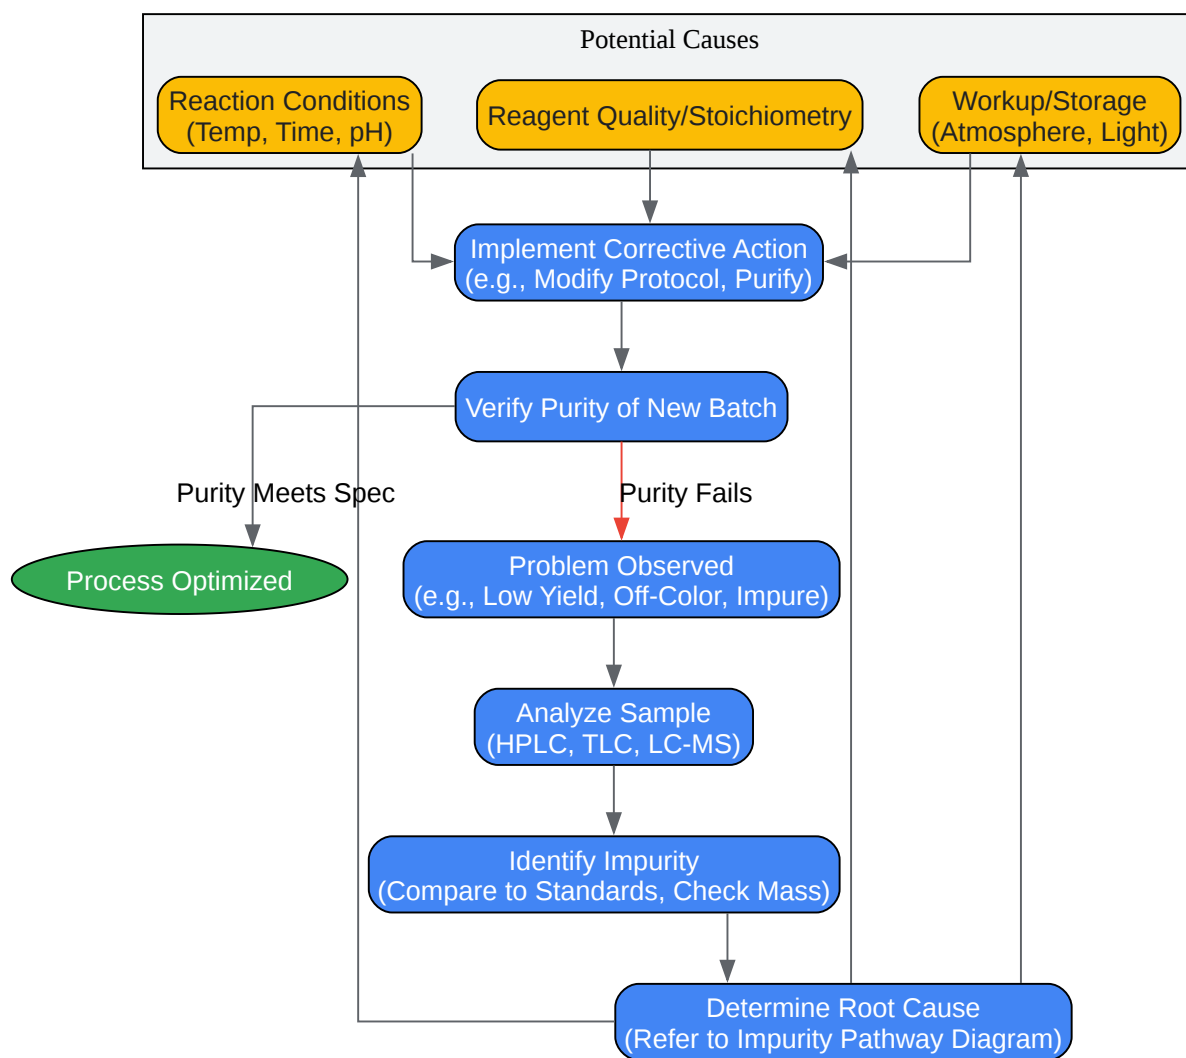 Potential Causes
Reaction Conditions
(Temp, Time, pH)
Reagent Quality/Stoichiometry
Workup/Storage
(Atmosphere, Light)
Implement Corrective Action
(e.g., Modify Protocol, Purify)
Verify Purity of New Batch
Purity Meets Spec
Purity Fails
Process Optimized
Problem Observed
(e.g., Low Yield, Off-Color, Impure)
Analyze Sample
(HPLC, TLC, LC-MS)
Identify Impurity
(Compare to Standards, Check Mass)
Determine Root Cause
(Refer to Impurity Pathway Diagram)